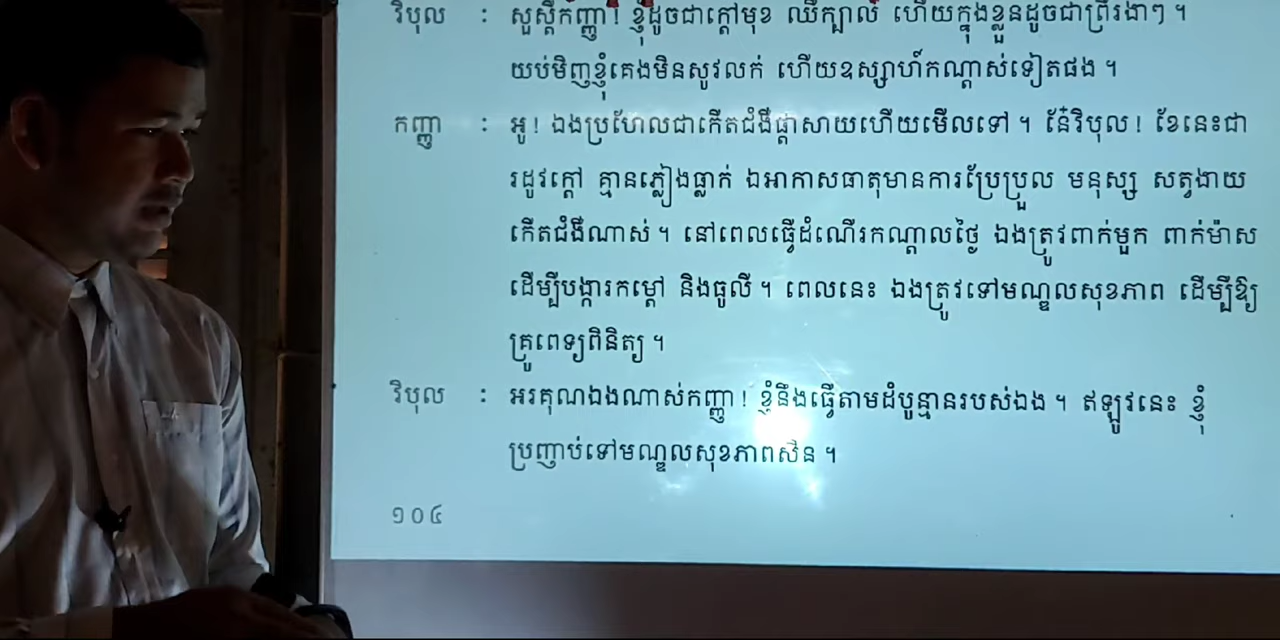 វិបុល : សួស្តីកញ្ញា! ខ្ញុំដូចជាក្តៅមុខ ឈឺក្បាល ហើយក្នុងខ្លួនដូចជាព្រឺរងាៗ ។
យប់មិញខ្ញុំគេងមិនសូវលក់ ហើយឧស្សាហ៍កណ្តាស់ទៀតផង ។
កញ្ញា : អូ! ឯងប្រហែលជាកើតជំងឺផ្តាសាយហើយមើលទៅ ។ នែ៎វិបុល! ខែនេះជា
រដូវក្តៅ គ្មានភ្លៀងធ្លាក់ ឯអាកាសធាតុមានការប្រែប្រួល មនុស្ស សត្វងាយ
កើតជំងឺណាស់ ។ នៅពេលធ្វើដំណើរកណ្តាលថ្ងៃ ឯងត្រូវពាក់មួក ពាក់ម៉ាស
ដើម្បីបង្ការកម្តៅ និងធូលី ។ ពេលនេះ ឯងត្រូវទៅមណ្ឌលសុខភាព ដើម្បីឱ្យ
គ្រូពេទ្យពិនិត្យ ។
វិបុល : អរគុណឯងណាស់កញ្ញា! ខ្ញុំនឹងធ្វើតាមដំបូន្មានរបស់ឯង ។ ឥឡូវនេះ ខ្ញុំ
ប្រញាប់ទៅមណ្ឌលសុខភាពសិន ។
១០៤